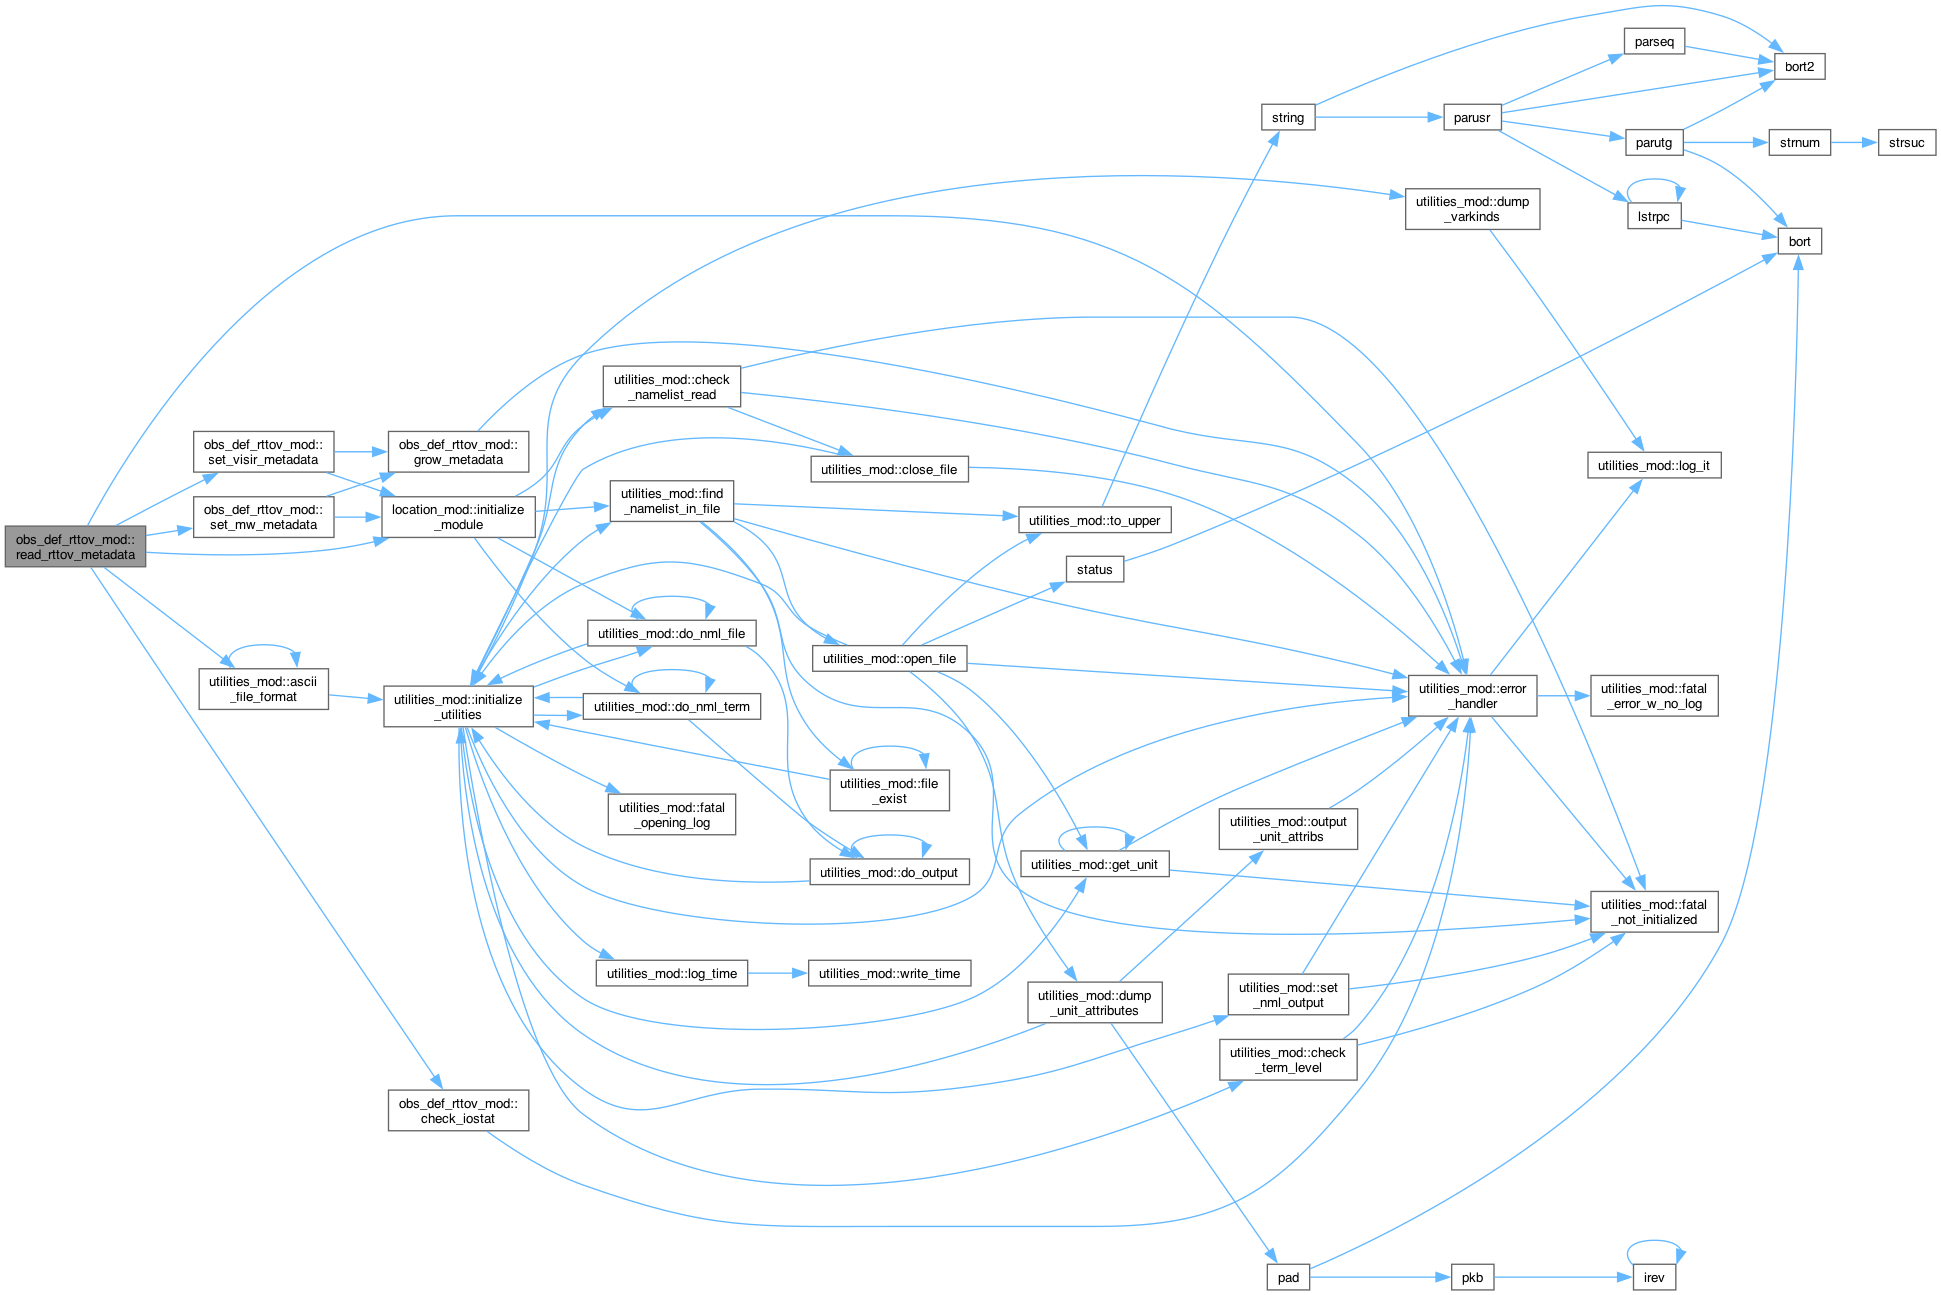 parseq
bort2
string
parusr
parutg
strnum
strsuc
utilities_mod::dump
_varkinds
lstrpc
bort
utilities_mod::check
_namelist_read
obs_def_rttov_mod::
set_visir_metadata
obs_def_rttov_mod::
grow_metadata
utilities_mod::close_file
utilities_mod::log_it
utilities_mod::find
_namelist_in_file
obs_def_rttov_mod::
set_mw_metadata
location_mod::initialize
_module
utilities_mod::to_upper
obs_def_rttov_mod::
read_rttov_metadata
status
utilities_mod::do_nml_file
utilities_mod::open_file
utilities_mod::ascii
_file_format
utilities_mod::initialize
_utilities
utilities_mod::do_nml_term
utilities_mod::error
_handler
utilities_mod::fatal
_error_w_no_log
utilities_mod::file
_exist
utilities_mod::fatal
_opening_log
utilities_mod::output
_unit_attribs
utilities_mod::do_output
utilities_mod::get_unit
utilities_mod::fatal
_not_initialized
utilities_mod::log_time
utilities_mod::write_time
utilities_mod::dump
_unit_attributes
utilities_mod::set
_nml_output
utilities_mod::check
_term_level
obs_def_rttov_mod::
check_iostat
pad
pkb
irev